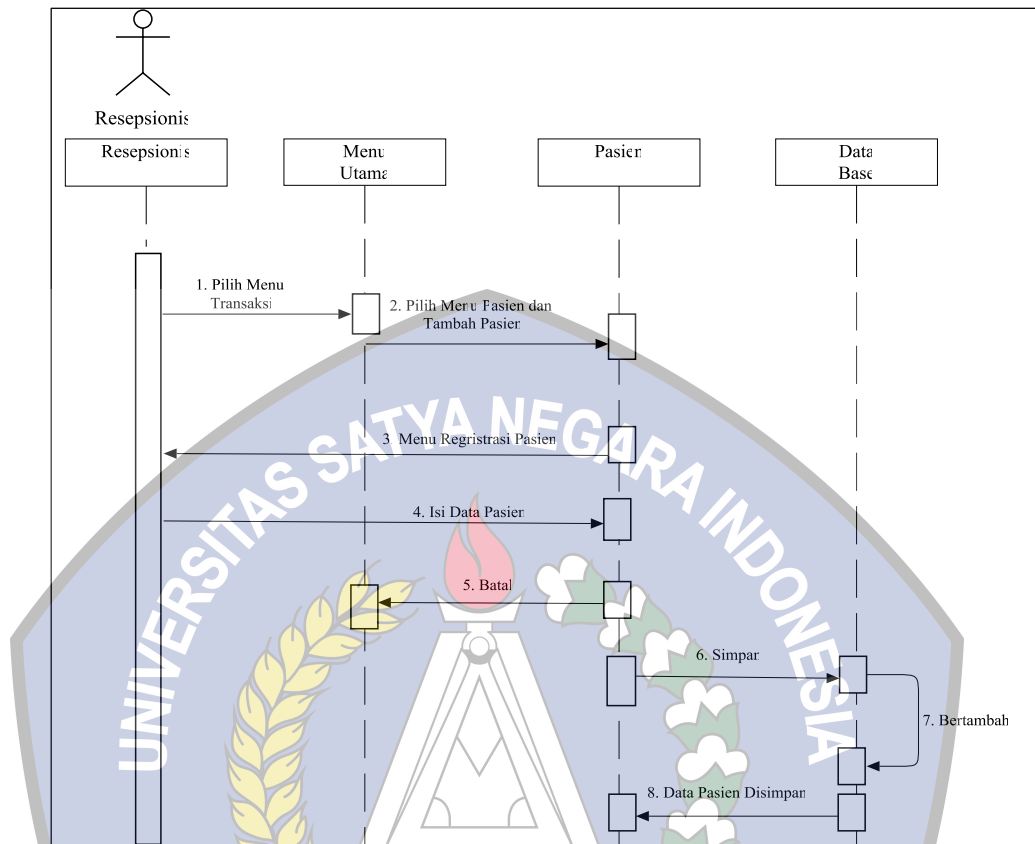 Resepsionis
Resepsionis
Menu
Utama
Pasien
Data
Base
1. Pilih Menu
Transaksi
2. Pilih Menu Pasien dan
Tambah Pasien
UNIVERSITAS SATYA NEGARA INDONESIA
3. Menu Regristrasi Pasien
4. Isi Data Pasien
5. Batal
6. Simpan
7. Bertambah
8. Data Pasien Disimpan